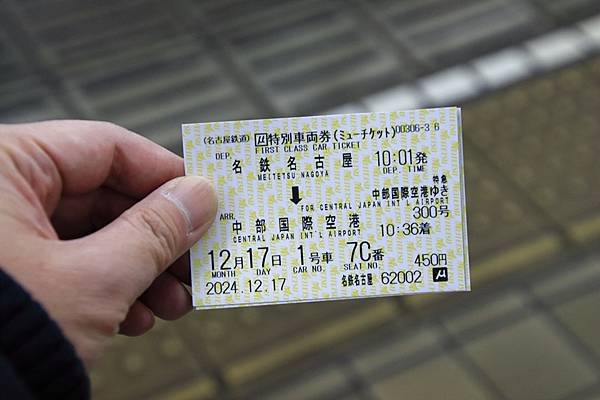 (名古屋鉄道) μ特別車両券(ミューチケット) 00306-36
FIRST CLASS CAR TICKET
DEP. 名鉄名古屋 10:01発
MEITETSU NAGOYA DEP. TIME
特急
↓ 中部国際空港ゆき
FOR CENTRAL JAPAN INT'L AIRPORT
ARR. 中部国際空港 300号
CENTRAL JAPAN INT'L AIRPORT 10:36着
12月17日 1号車 7C番 450円
MONTH DAY CAR NO. SEAT NO.
2024.12.17 名鉄名古屋 62002 μ